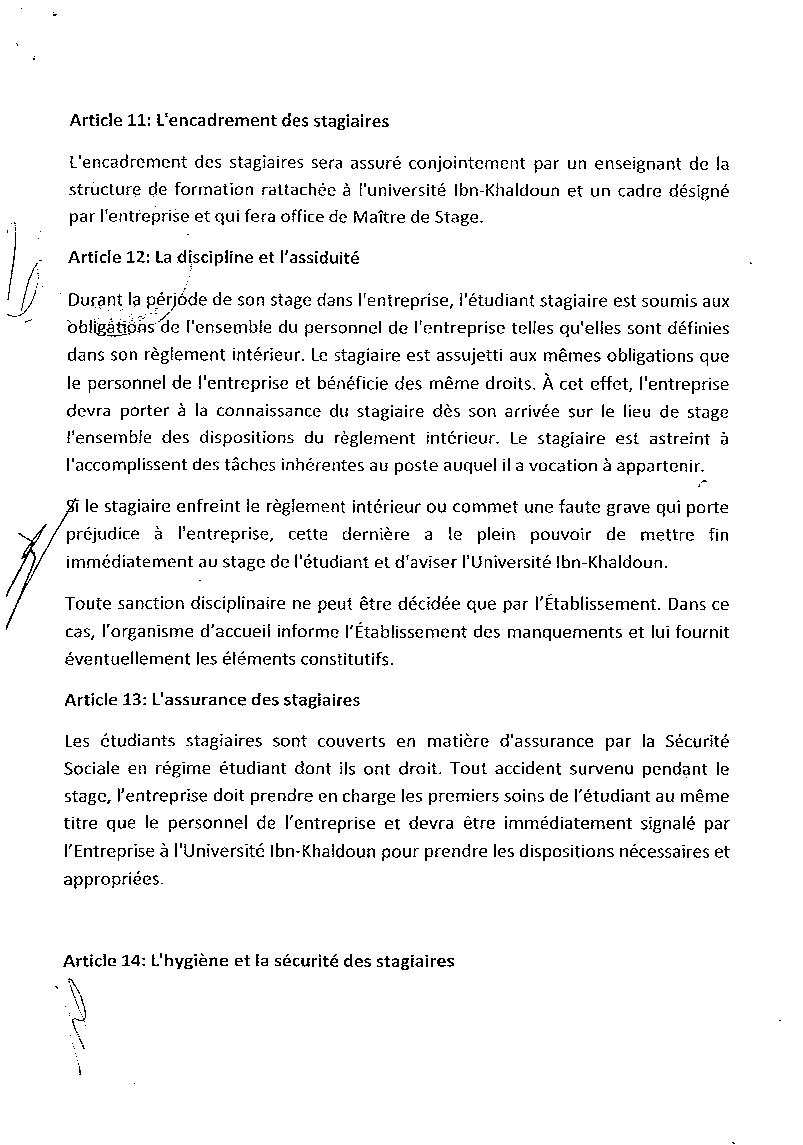 Article 11: L'encadrement des stagiaires
L'encadrement des stagiaires sera assuré conjointement par un enseignant de la
structure de formation rattachée à l'université Ibn-Khaldoun et un cadre désigné
par l'entreprise et qui fera office de Maître de Stage.
Article 12: La discipline et l'assiduité
Durant la période de son stage dans l'entreprise, l'étudiant stagiaire est soumis aux
obligations de l'ensemble du personnel de l'entreprise telles qu'elles sont définies
dans son règlement intérieur. Le stagiaire est assujetti aux mêmes obligations que
le personnel de l'entreprise et bénéficie des même droits. À cet effet, l'entreprise
devra porter à la connaissance du stagiaire dès son arrivée sur le lieu de stage
l'ensemble des dispositions du règlement intérieur. Le stagiaire est astreint à
l'accomplissent des tâches inhérentes au poste auquel il a vocation à appartenir.
Si le stagiaire enfreint le règlement intérieur ou commet une faute grave qui porte
préjudice à l'entreprise, cette dernière a le plein pouvoir de mettre fin
immédiatement au stage de l'étudiant et d'aviser l'Université Ibn-Khaldoun.
Toute sanction disciplinaire ne peut être décidée que par l'Établissement. Dans ce
cas, l'organisme d'accueil informe l'Établissement des manquements et lui fournit
éventuellement les éléments constitutifs.
Article 13: L'assurance des stagiaires
Les étudiants stagiaires sont couverts en matière d'assurance par la Sécurité
Sociale en régime étudiant dont ils ont droit. Tout accident survenu pendant le
stage, l'entreprise doit prendre en charge les premiers soins de l'étudiant au même
titre que le personnel de l'entreprise et devra être immédiatement signalé par
l'Entreprise à l'Université Ibn-Khaldoun pour prendre les dispositions nécessaires et
appropriées.
Article 14: L'hygiène et la sécurité des stagiaires